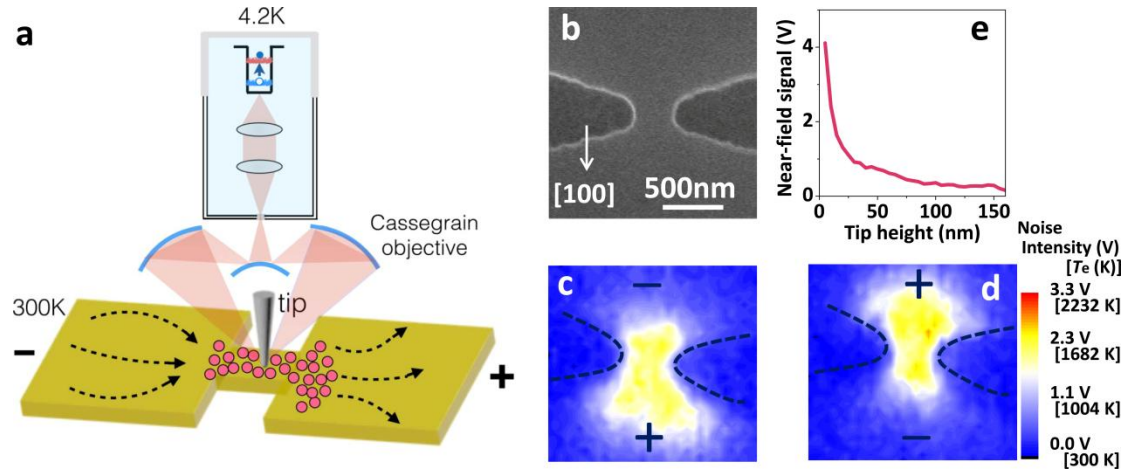 a
4.2K
Cassegrain
objective
tip
300K
−
+
b
[100]
500nm
e
Near-field signal (V)
4
2
0
0
50
100
150
Tip height (nm)
c
−
+
d
+
−
Noise
Intensity (V)
[Te (K)]
3.3 V
[2232 K]
2.3 V
[1682 K]
1.1 V
[1004 K]
0.0 V
[300 K]